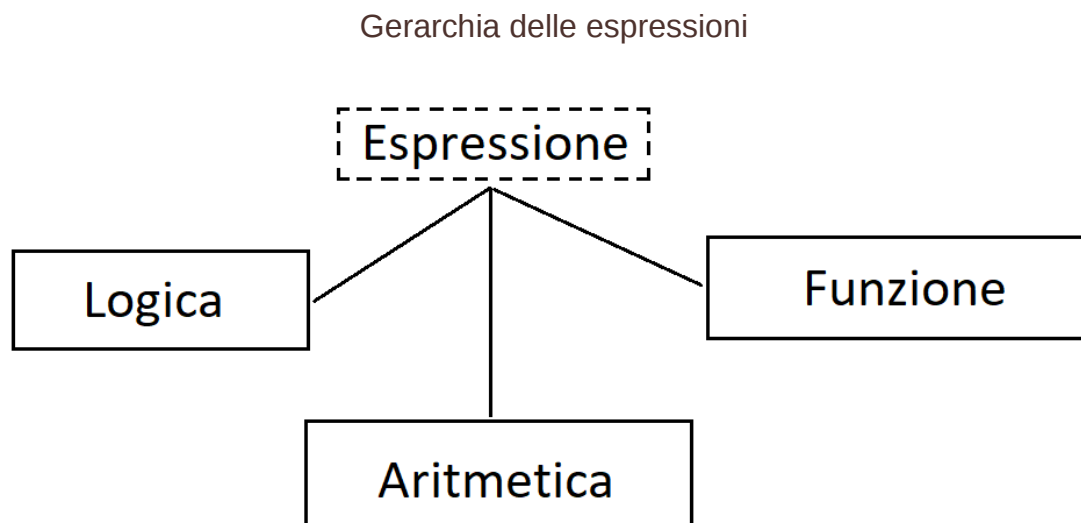 Gerarchia delle espressioni
Espressione
Logica
Funzione
Aritmetica